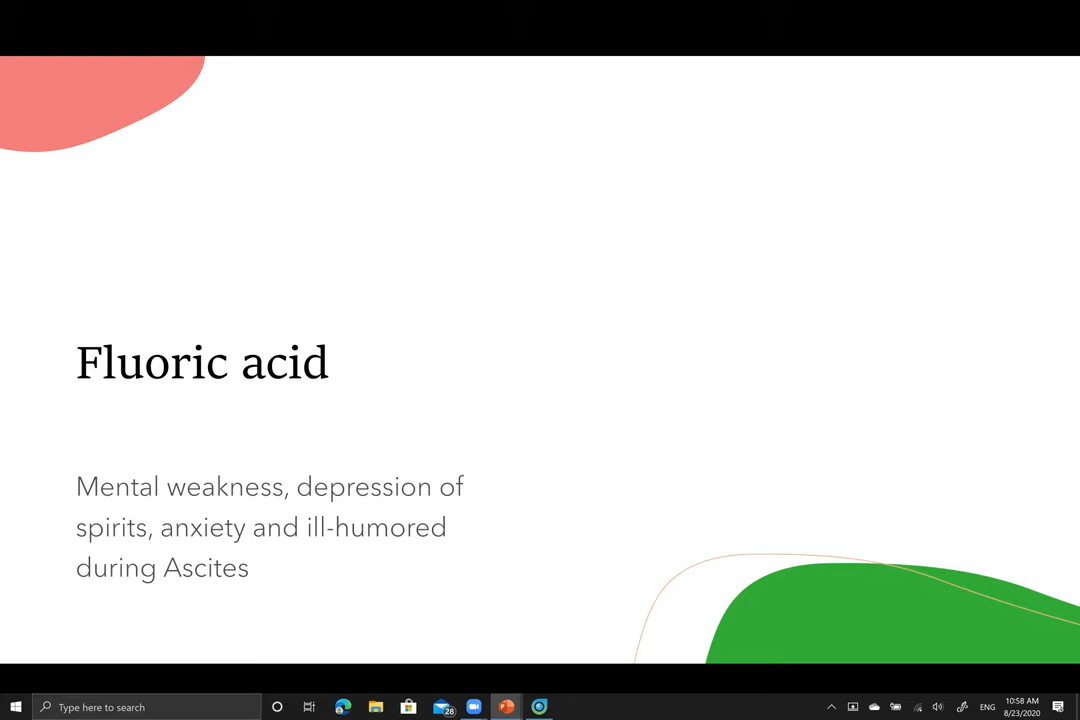 Fluoric acid
Mental weakness, depression of
spirits, anxiety and ill-humored
during Ascites
Type here to search
28
ENG
10:58 AM
8/23/2020